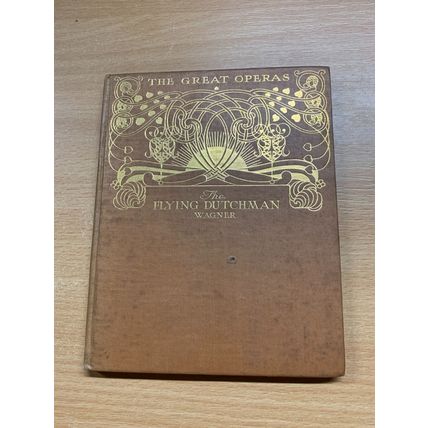 THE GREAT OPERAS
The
FLYING DUTCHMAN
WAGNER